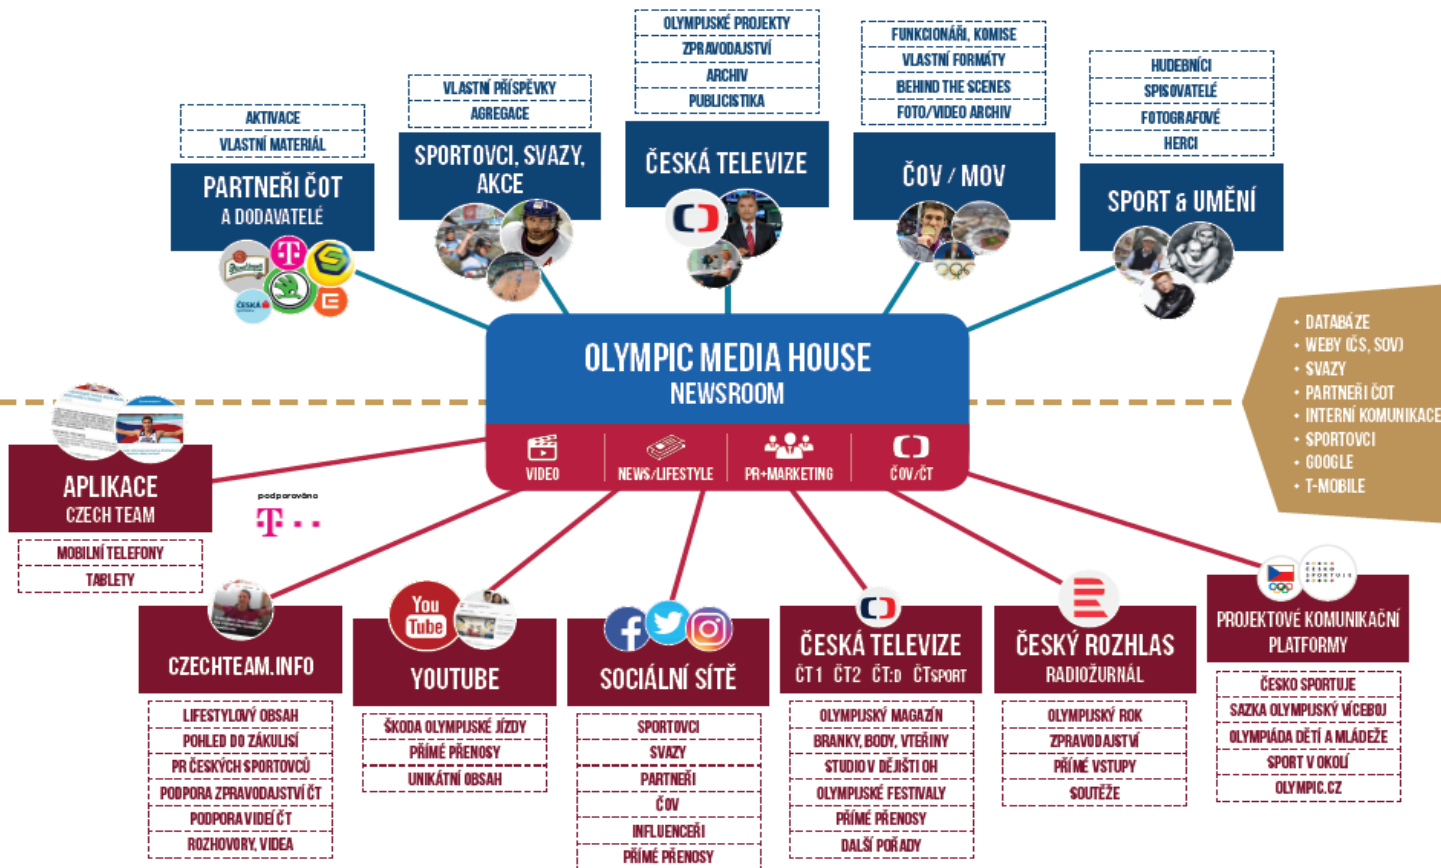 AKTIVACE
VLASTNÍ MATERIÁL
PARTNEŘI ČOT
A DODAVATELÉ
ČESKÁ
VLASTNÍ PŘÍSPĚVKY
AGREGACE
SPORTOVCI, SVAZY,
AKCE
OLYMPIJSKÉ PROJEKTY
ZPRAVODAJSTVÍ
ARCHIV
PUBLICISTIKA
ČESKÁ TELEVIZE
FUNKCIONÁŘI, KOMISE
VLASTNÍ FORMÁTY
BEHIND THE SCENES
FOTO/VIDEO ARCHIV
ČOV / MOV
HUDEBNÍCI
SPISOVATELÉ
FOTOGRAFOVÉ
HERCI
SPORT & UMĚNÍ
OLYMPIC MEDIA HOUSE
NEWSROOM
VIDEO
NEWS/LIFESTYLE
PR+MARKETING
ČOV/ČT
• DATABÁZE
• WEBY (ČS, SOV)
• SVAZY
• PARTNEŘI ČOT
• INTERNÍ KOMUNIKACE
• SPORTOVCI
• GOOGLE
• T-MOBILE
APLIKACE
CZECH TEAM
MOBILNÍ TELEFONY
TABLETY
podporováno
T
CZECHTEAM.INFO
LIFESTYLOVÝ OBSAH
POHLED DO ZÁKULISÍ
PR ČESKÝCH SPORTOVCŮ
PODPORA ZPRAVODAJSTVÍ ČT
PODPORA VIDEÍ ČT
ROZHOVORY, VIDEA
You
Tube
YOUTUBE
ŠKODA OLYMPIJSKÉ JÍZDY
PŘÍMÉ PŘENOSY
UNIKÁTNÍ OBSAH
SOCIÁLNÍ SÍTĚ
SPORTOVCI
SVAZY
PARTNEŘI
ČOV
INFLUENCEŘI
PŘÍMÉ PŘENOSY
ČESKÁ TELEVIZE
ČT1 ČT2 ČT:D ČTSPORT
OLYMPIJSKÝ MAGAZÍN
BRANKY, BODY, VTEŘINY
STUDIO V DĚJIŠTI OH
OLYMPIJSKÉ FESTIVALY
PŘÍMÉ PŘENOSY
DALŠÍ POŘADY
ČESKÝ ROZHLAS
RADIOŽURNÁL
OLYMPIJSKÝ ROK
ZPRAVODAJSTVÍ
PŘÍMÉ VSTUPY
SOUTĚŽE
ČESKO
SPORTUJE
PROJEKTOVÉ KOMUNIKAČNÍ
PLATFORMY
ČESKO SPORTUJE
SAZKA OLYMPIJSKÝ VÍCEBOJ
OLYMPIÁDA DĚTÍ A MLÁDEŽE
SPORT V OKOLÍ
OLYMPIC.CZ